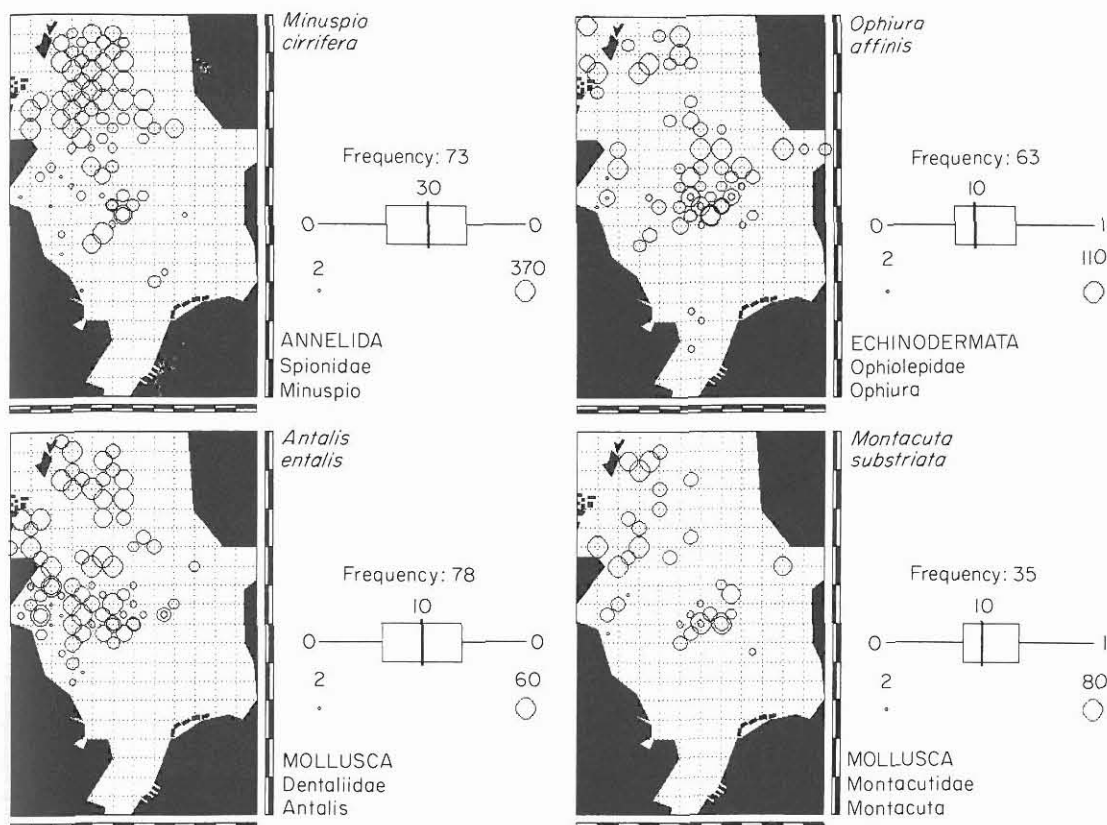 Minuspio
cirrifera
Frequency: 73
30
0 0
2 370
ANNELIDA
Spionidae
Minuspio
Ophiura
affinis
Frequency: 63
10
0 1
2 110
ECHINODERMATA
Ophiolepidae
Ophiura
Antalis
entalis
Frequency: 78
10
0 0
2 60
MOLLUSCA
Dentaliidae
Antalis
Montacuta
substriata
Frequency: 35
10
0 1
2 80
MOLLUSCA
Montacutidae
Montacuta